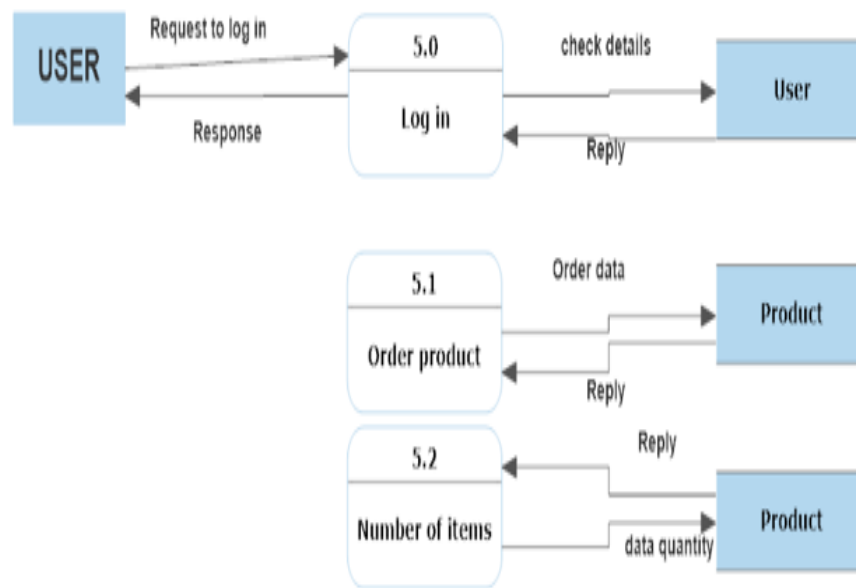 Request to log in
USER
Response
5.0
Log in
check details
Reply
User
5.1
Order product
Order data
Reply
Product
5.2
Number of items
Reply
data quantity
Product